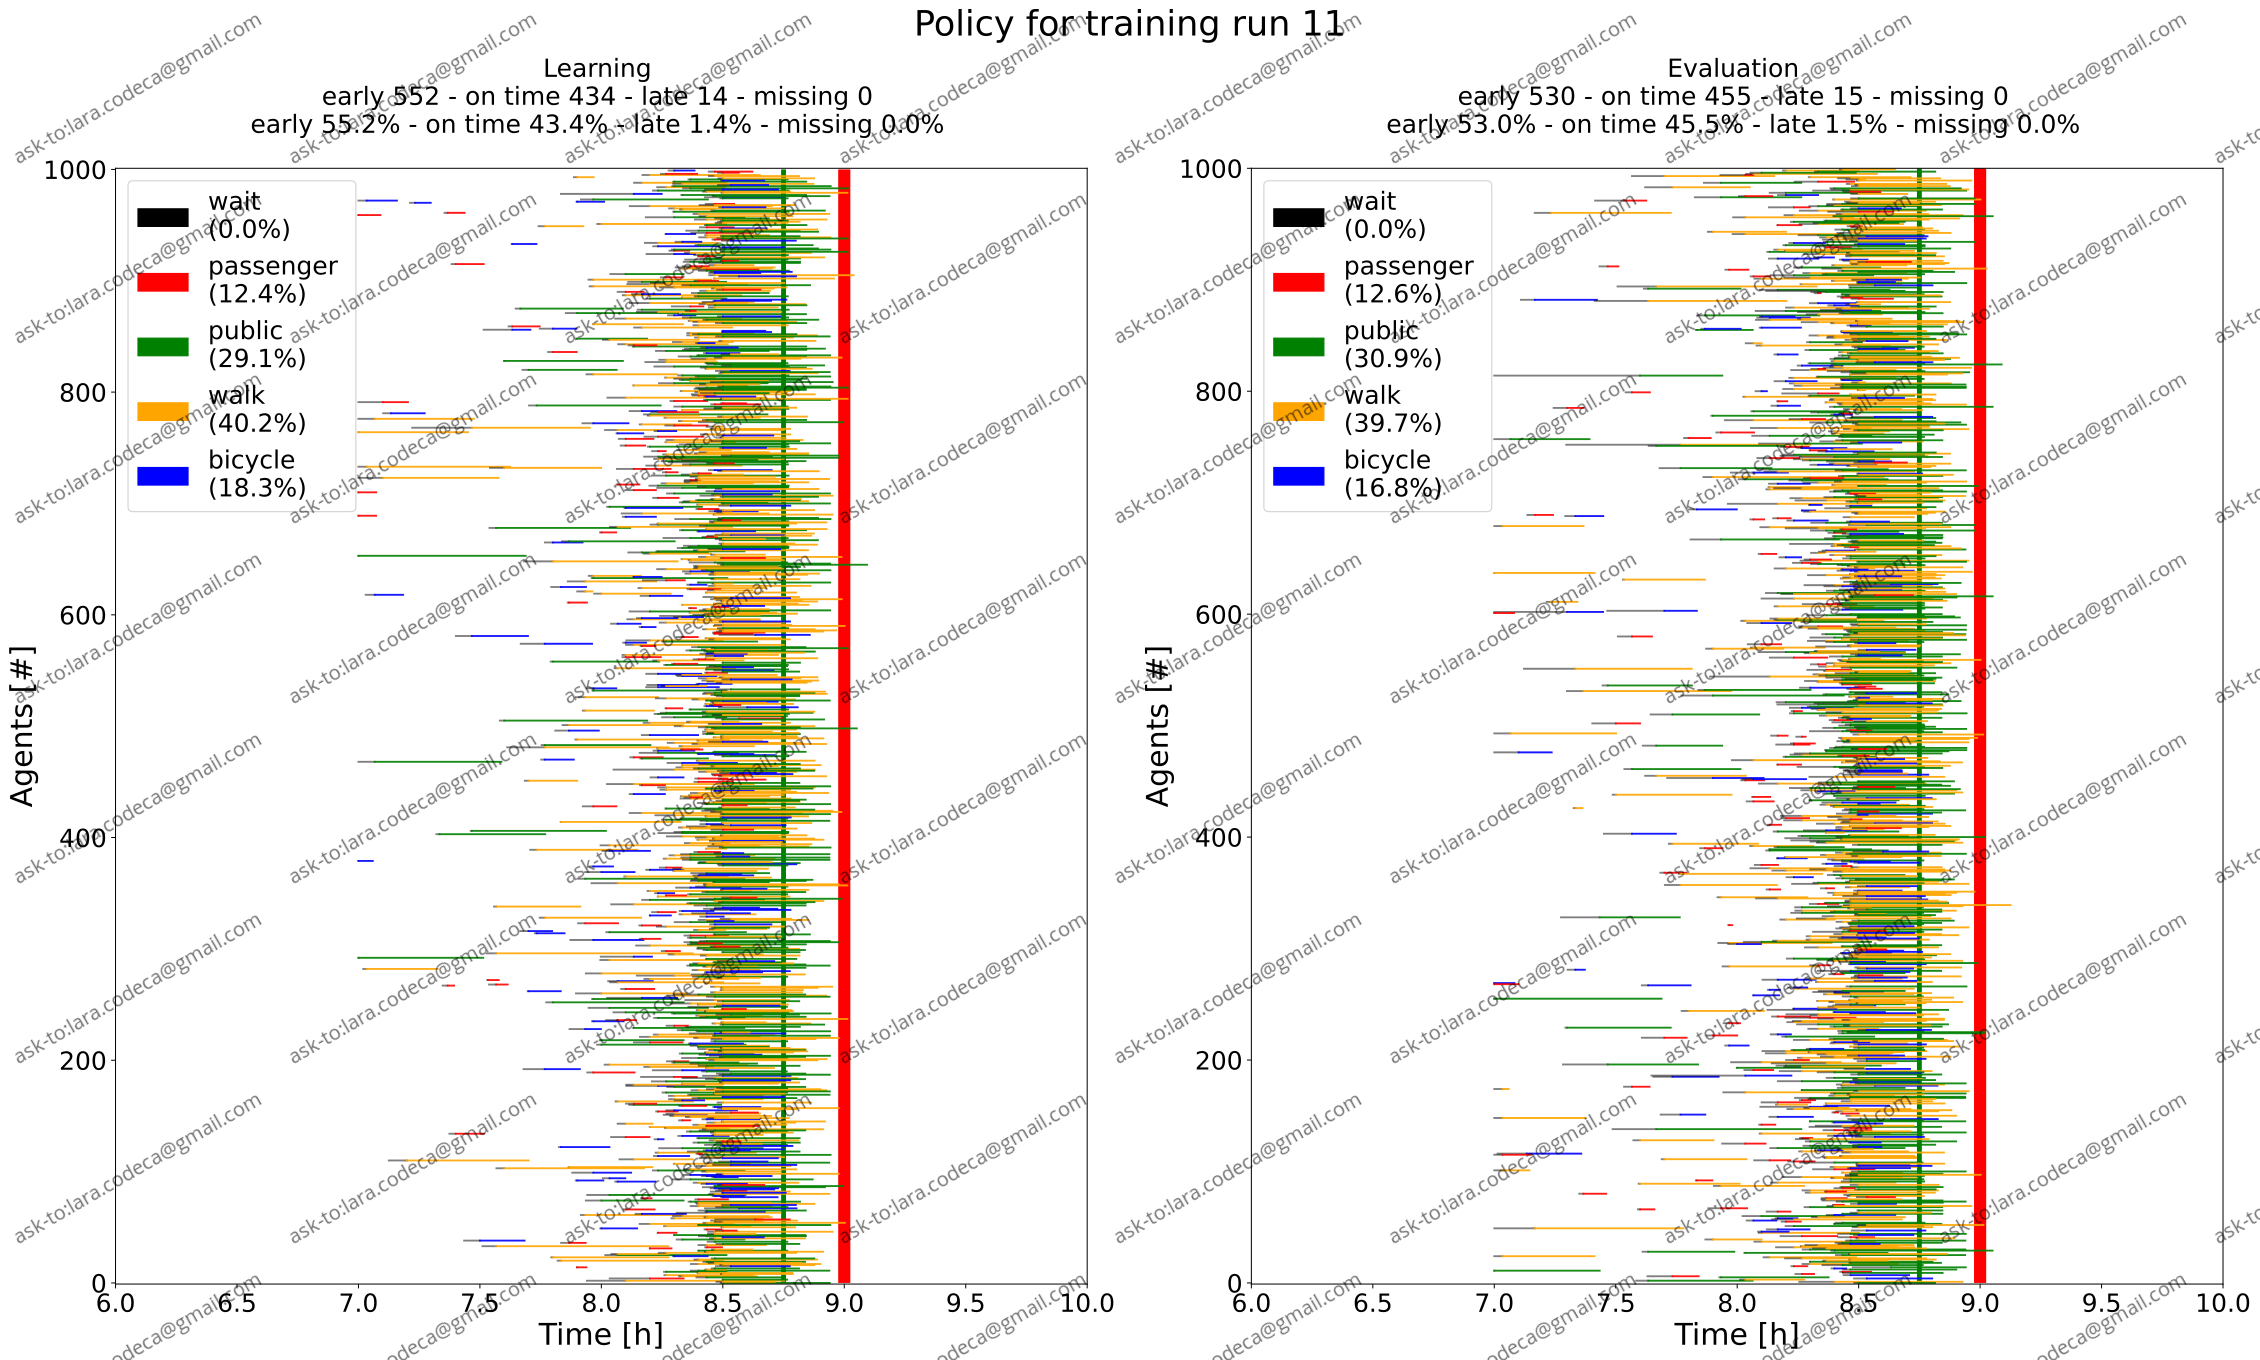 Policy for training run 11
Learning
early 552 - on time 434 - late 14 - missing 0
early 55.2% - on time 43.4% - late 1.4% - missing 0.0%
Evaluation
early 530 - on time 455 - late 15 - missing 0
early 53.0% - on time 45.5% - late 1.5% - missing 0.0%
1000
800
600
400
200
0
Agents [#]
wait
(0.0%)
passenger
(12.4%)
public
(29.1%)
walk
(40.2%)
bicycle
(18.3%)
6.0 6.5 7.0 7.5 8.0 8.5 9.0 9.5 10.0
Time [h]
1000
800
600
400
200
0
Agents [#]
wait
(0.0%)
passenger
(12.6%)
public
(30.9%)
walk
(39.7%)
bicycle
(16.8%)
6.0 6.5 7.0 7.5 8.0 8.5 9.0 9.5 10.0
Time [h]
ask-to:lara.codeca@gmail.com